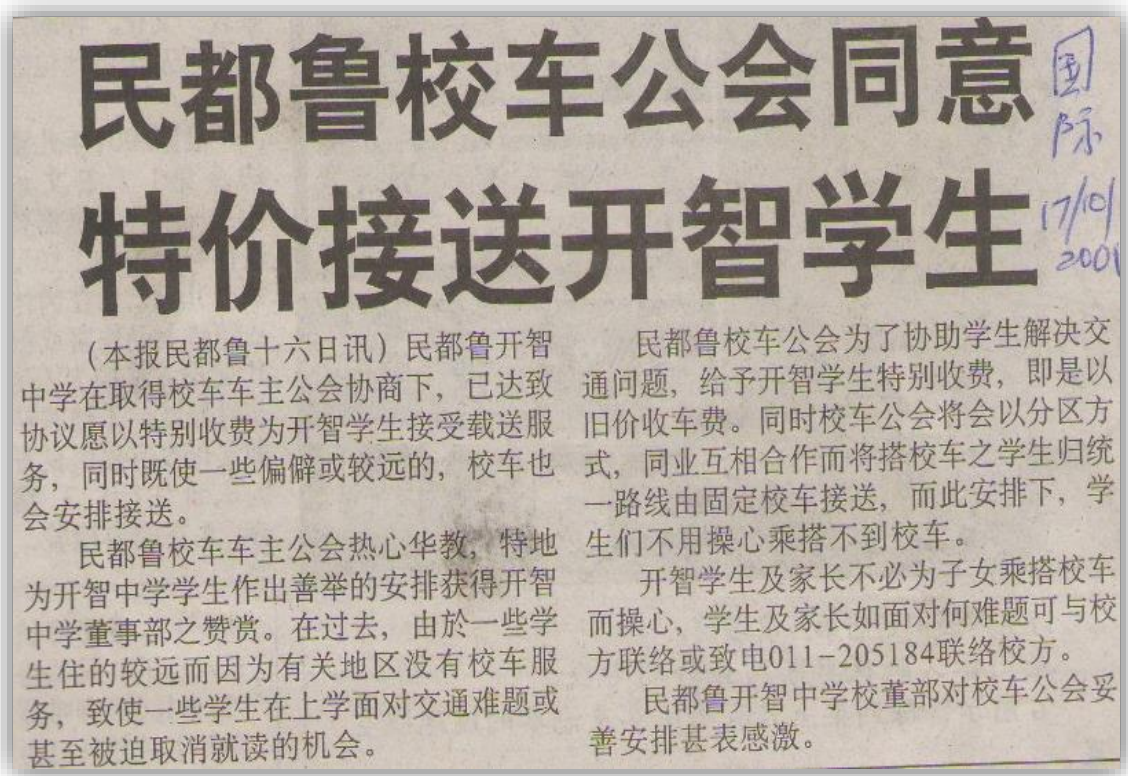 民都鲁校车公会同意
特价接送开智学生
国际
17/10/
2001
（本报民都鲁十六日讯）民都鲁开智
中学在取得校车车主公会协商下，已达致
协议愿以特别收费为开智学生接受载送服
务，同时既使一些偏僻或较远的，校车也
会安排接送。
民都鲁校车车主公会热心华教，特地
为开智中学学生作出善举的安排获得开智
中学董事部之赞赏。在过去，由於一些学
生住的较远而因为有关地区没有校车服
务，致使一些学生在上学面对交通难题或
甚至被迫取消就读的机会。
民都鲁校车公会为了协助学生解决交
通问题，给予开智学生特别收费，即是以
旧价收车费。同时校车公会将会以分区方
式，同业互相合作而将搭校车之学生归统
一路线由固定校车接送，而此安排下，学
生们不用操心乘搭不到校车。
开智学生及家长不必为子女乘搭校车
而操心，学生及家长如面对何难题可与校
方联络或致电011-205184联络校方。
民都鲁开智中学校董部对校车公会妥
善安排甚表感激。